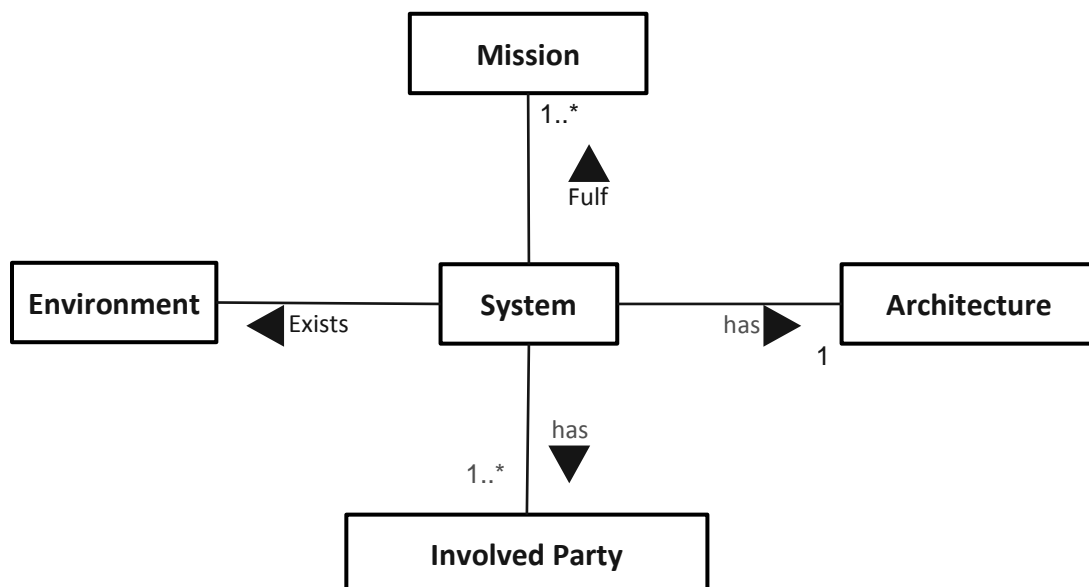 Mission
1..*
Fulf
Environment
Exists
System
has
Architecture
1
has
1..*
Involved Party